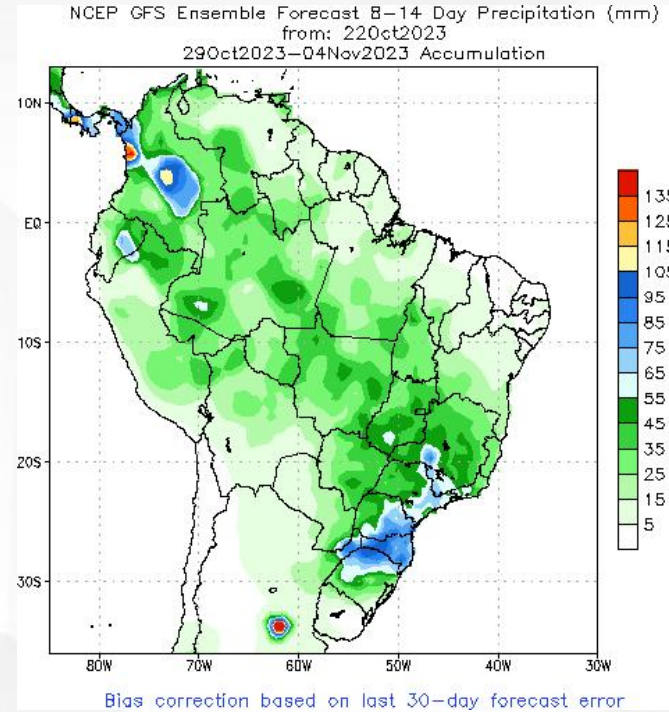 NCEP GFS Ensemble Forecast 8-14 Day Precipitation (mm)
from: 22Oct2023
29Oct2023-04Nov2023 Accumulation
10N
EQ
10S
20S
30S
80W 70W 60W 50W 40W 30W
135
125
115
105
95
85
75
65
55
45
35
25
15
5
Bias correction based on last 30-day forecast error